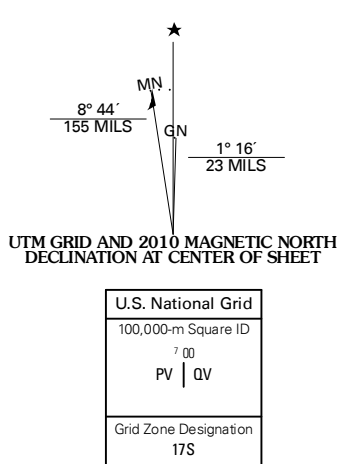 ★
MN
8° 44´
155 MILS
GN
1° 16´
23 MILS
UTM GRID AND 2010 MAGNETIC NORTH
DECLINATION AT CENTER OF SHEET
U.S. National Grid
100,000-m Square ID
7 00
PV | QV
Grid Zone Designation
17S